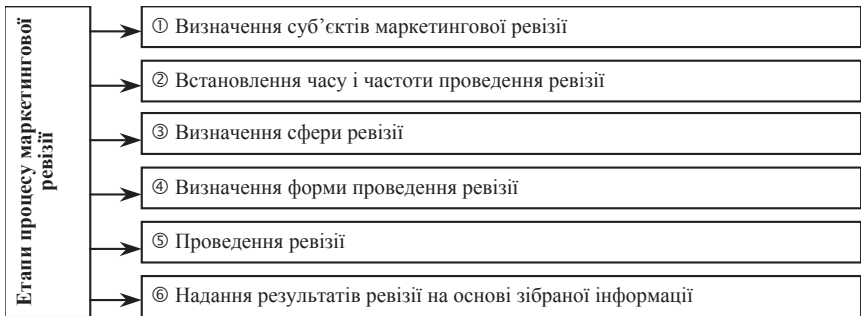 Етапи процесу маркетингової
ревізії
① Визначення суб’єктів маркетингової ревізії
② Встановлення часу і частоти проведення ревізії
③ Визначення сфери ревізії
④ Визначення форми проведення ревізії
⑤ Проведення ревізії
⑥ Надання результатів ревізії на основі зібраної інформації